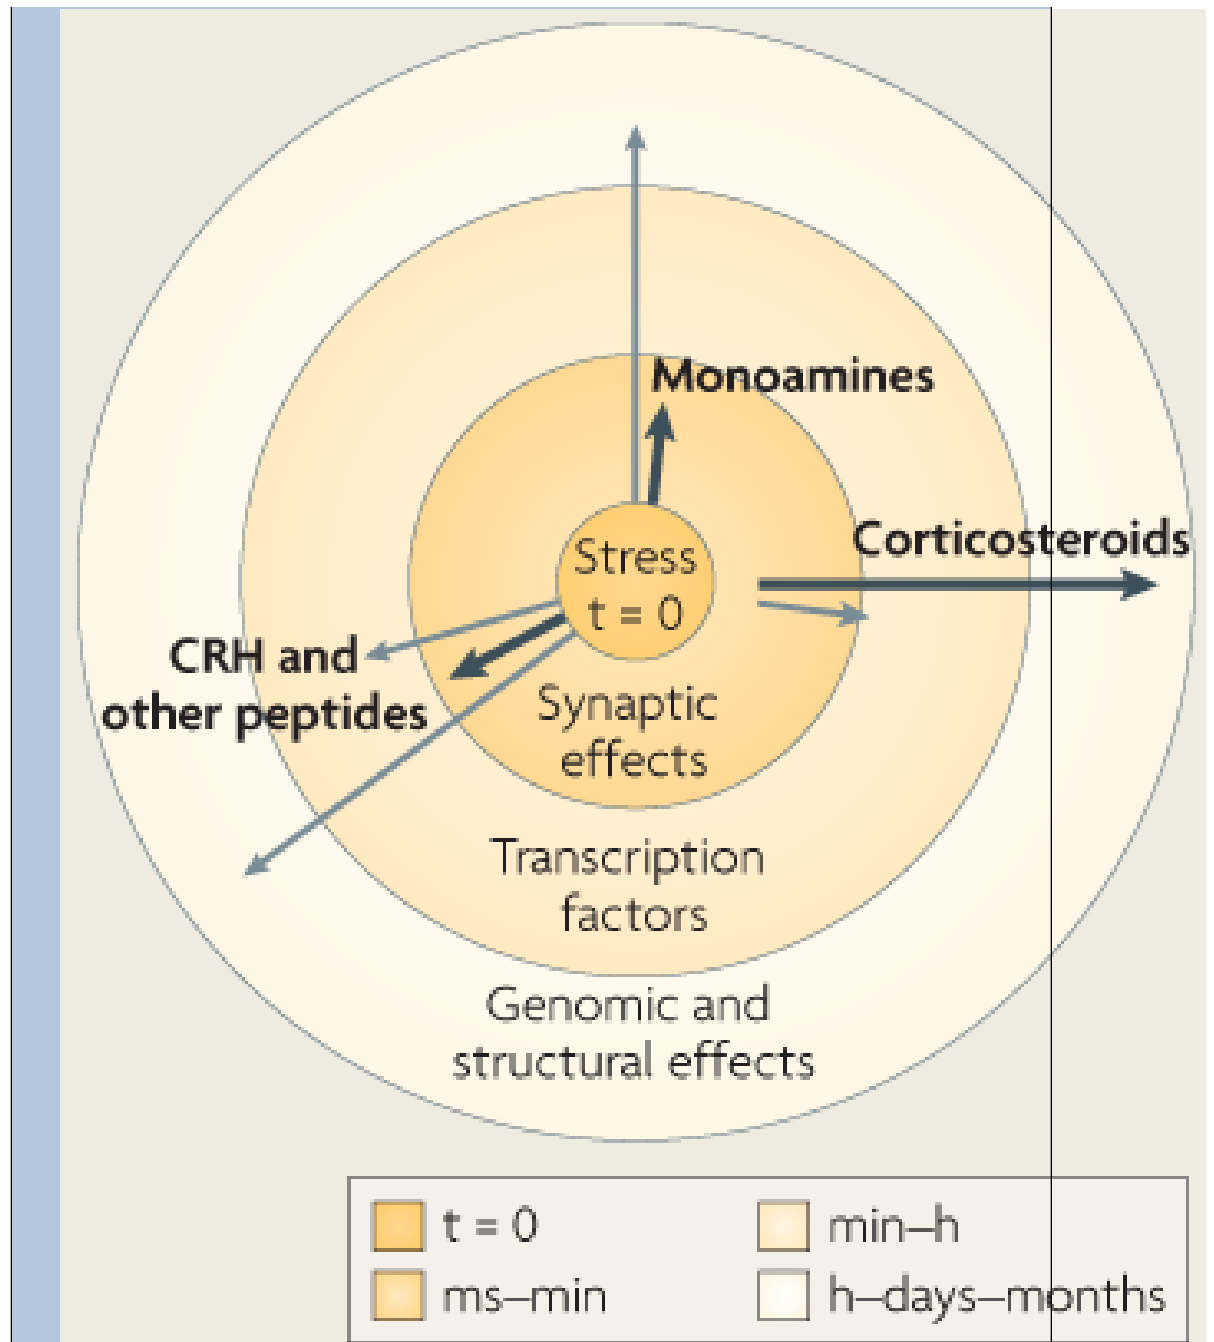 Monoamines
Stress
t = 0
Corticosteroids
CRH and
other peptides
Synaptic
effects
Transcription
factors
Genomic and
structural effects
t = 0
min–h
ms–min
h–days–months